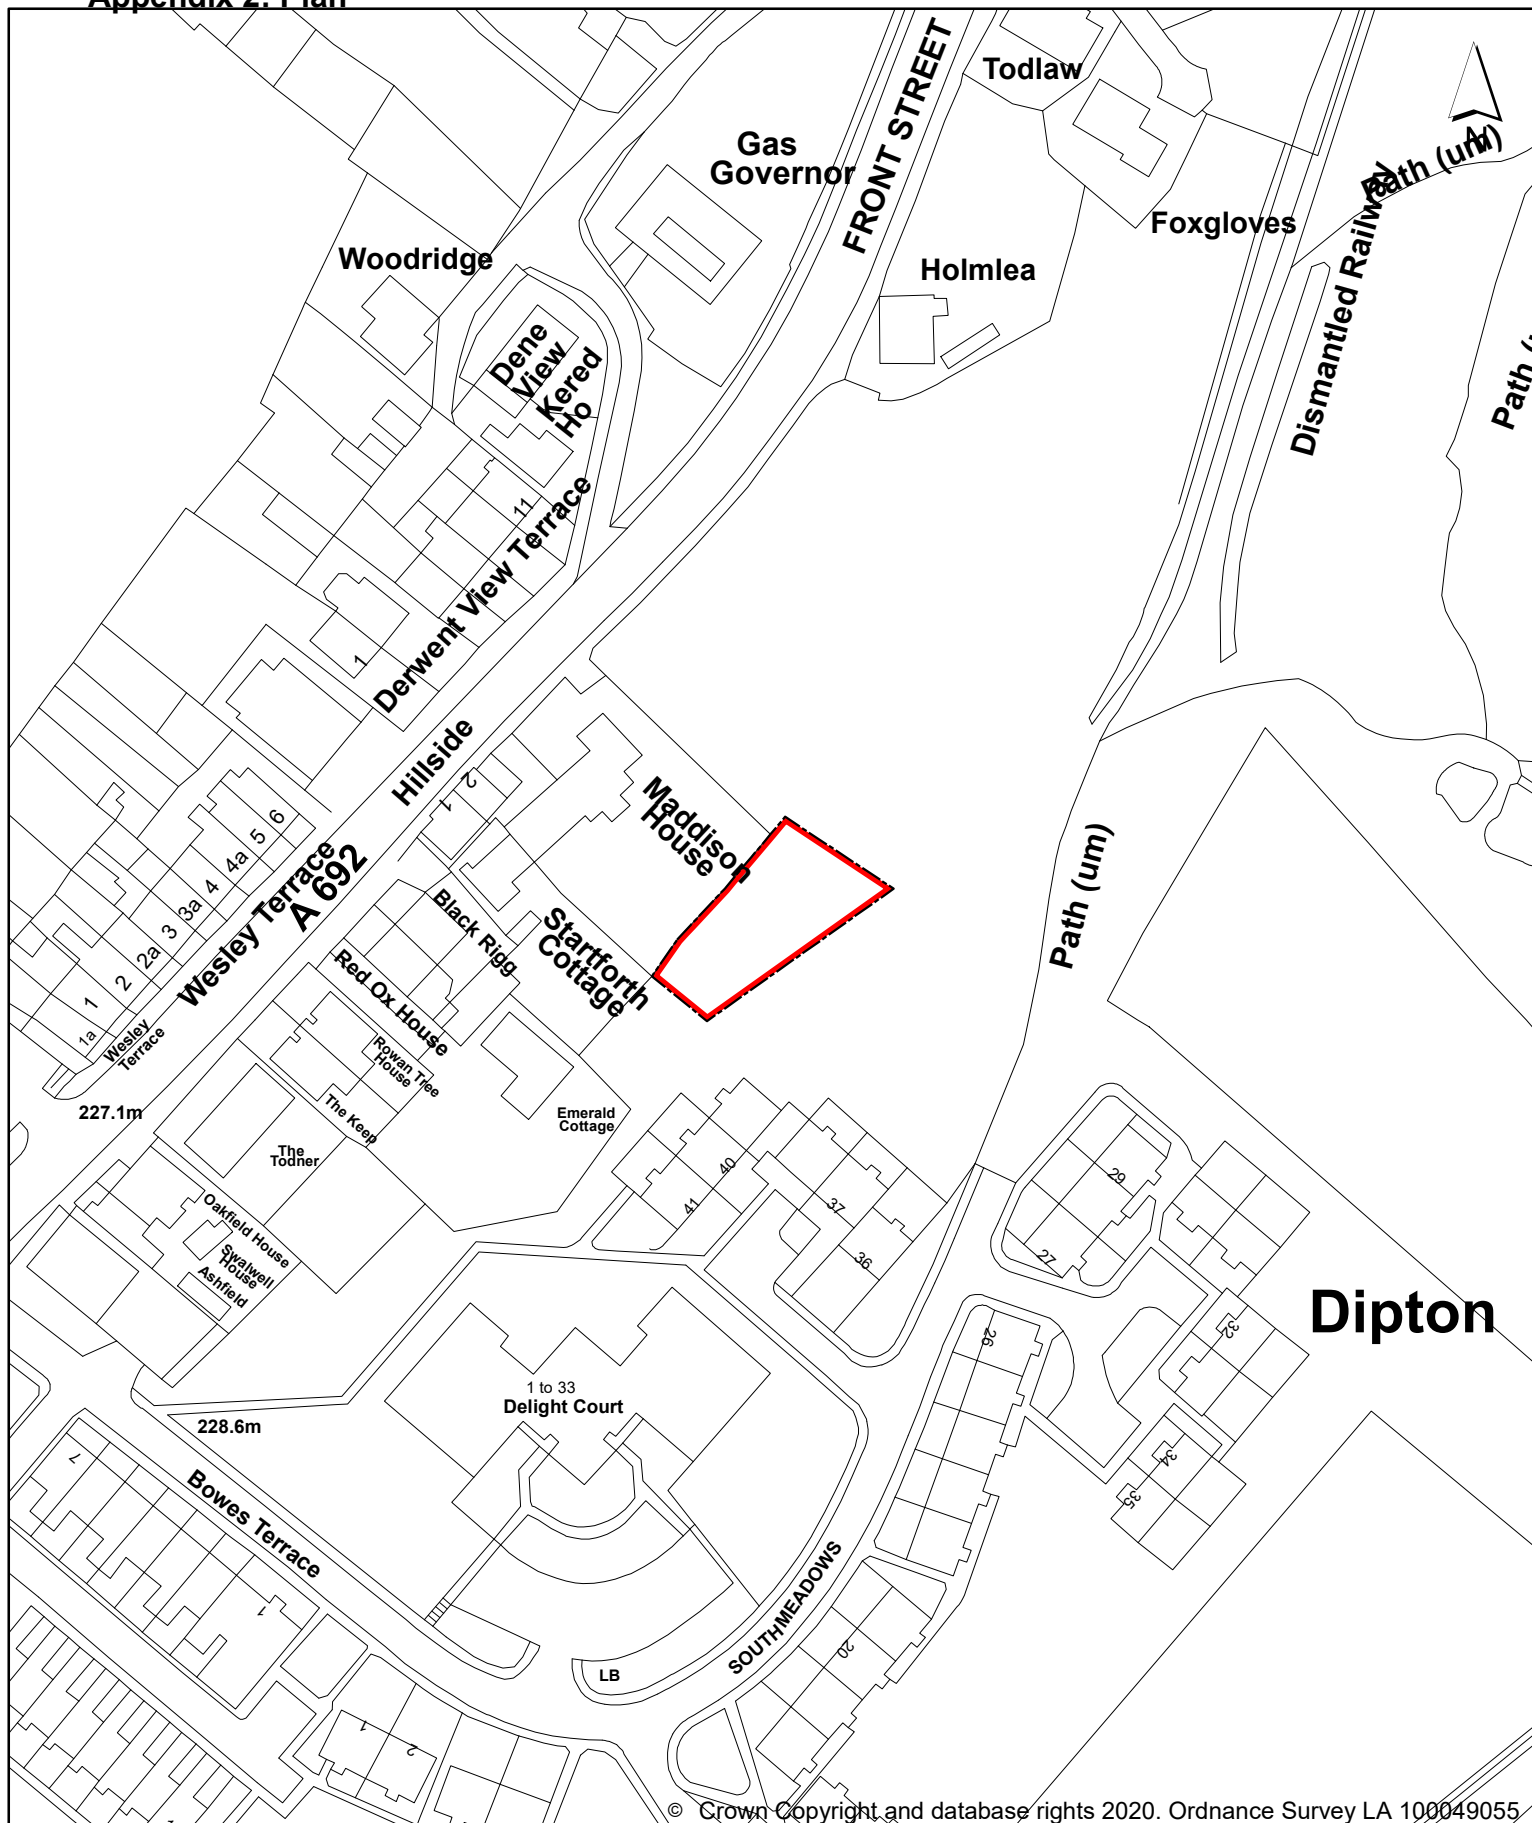 Appendix 2: Plan
FRONT STREET
Todlaw
Gas
Governor
N
Path (um)
Foxgloves
Woodridge
Holmlea
Dismantled Railway
Dene
View
Kered
Ho
11
Derwent View Terrace
1
Hillside
2
1
Maddison
House
6
5
4a
4
3a
3
2a
2
1
1a
Wesley Terrace
A 692
Path (um)
Black Rigg
Startforth
Cottage
Red Ox House
Wesley
Terrace
Rowan Tree
House
227.1m
The Keep
Emerald
Cottage
The
Todner
40
41
37
36
29
27
Oakfield House
Swalwell
House
Ashfield
Dipton
26
32
1 to 33
Delight Court
228.6m
7
34
35
Bowes Terrace
1
SOUTHMEADOWS
20
LB
1
2
© Crown Copyright and database rights 2020. Ordnance Survey LA 100049055